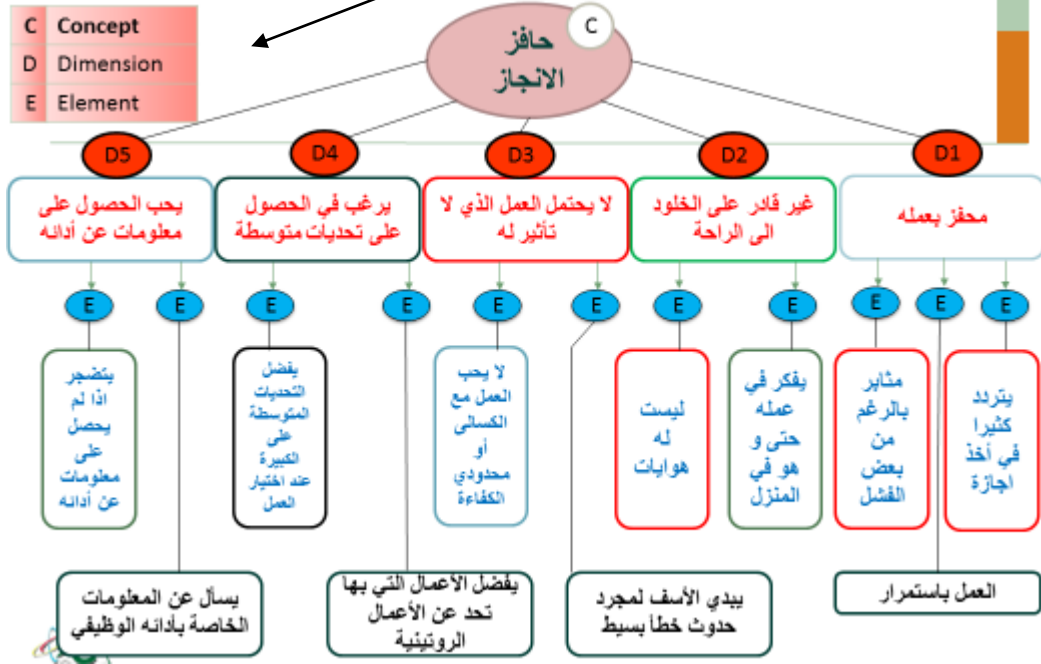 C Concept
D Dimension
E Element
C
حافز
الانجاز
D1
D2
D3
D4
D5
محفز بعمله
غير قادر على الخلود
الى الراحة
لا يحتمل العمل الذي لا
تأثير له
يرغب في الحصول
على تحديات متوسطة
يحب الحصول على
معلومات عن أدائه
E
E
E
E
E
E
E
E
E
E
E
يتردد
كثيرا
في أخذ
اجازة
مثابر
بالرغم
من
بعض
الفشل
يفكر في
عمله
حتى و
هو في
المنزل
ليست
له
هوايات
لا يحب
العمل مع
الكسالى
أو
محدودي
الكفاءة
يفضل
التحديات
المتوسطة
على
الكبيرة
عند اختيار
العمل
يتضجر
اذا لم
يحصل
على
معلومات
عن أدائه
العمل باستمرار
يبدي الأسف لمجرد
حدوث خطأ بسيط
يفضل الأعمال التي بها
تحد عن الأعمال
الروتينية
يسأل عن المعلومات
الخاصة بأدائه الوظيفي